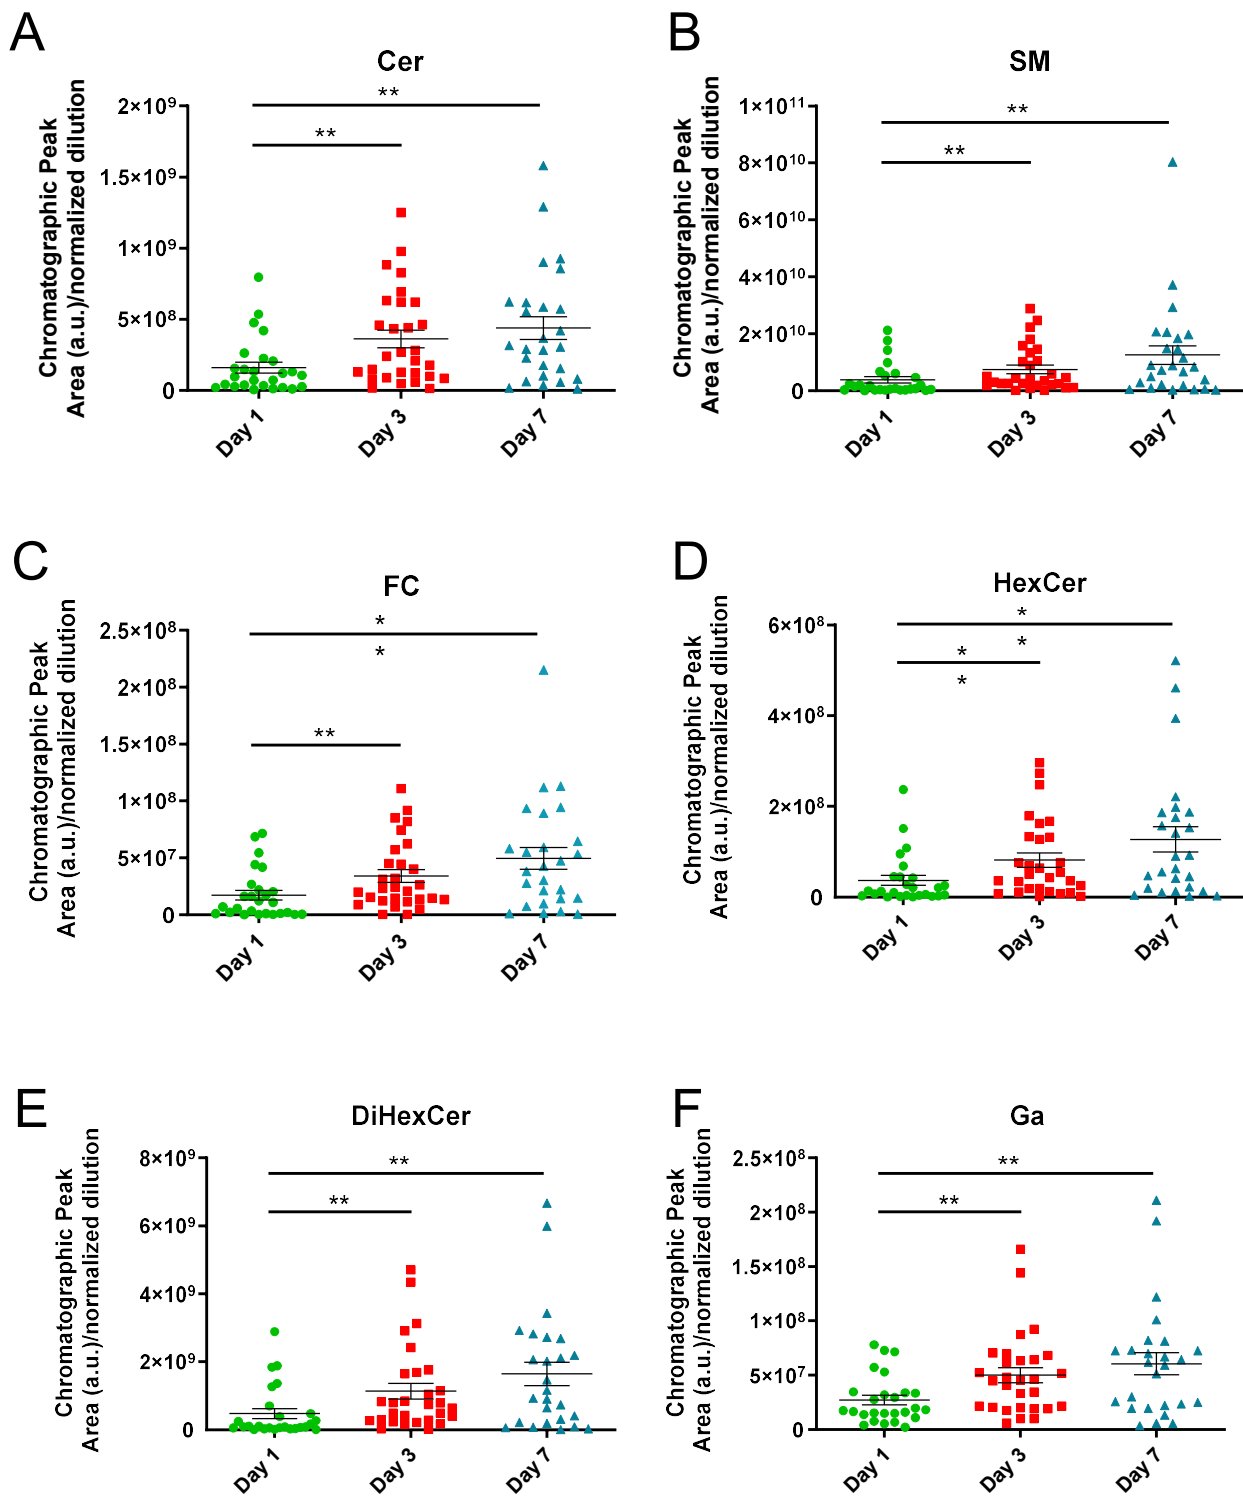 A
Cer
Chromatographic Peak
Area (a.u.)/normalized dilution
2×10⁹
1.5×10⁹
1×10⁹
5×10⁸
0
**
**
Day 1
Day 3
Day 7
B
SM
Chromatographic Peak
Area (a.u.)/normalized dilution
1×10¹¹
8×10¹⁰
6×10¹⁰
4×10¹⁰
2×10¹⁰
0
**
**
Day 1
Day 3
Day 7
C
FC
Chromatographic Peak
Area (a.u.)/normalized dilution
2.5×10⁸
2×10⁸
1.5×10⁸
1×10⁸
5×10⁷
0
*
*
**
Day 1
Day 3
Day 7
D
HexCer
Chromatographic Peak
Area (a.u.)/normalized dilution
6×10⁸
4×10⁸
2×10⁸
0
*
*
*
*
Day 1
Day 3
Day 7
E
DiHexCer
Chromatographic Peak
Area (a.u.)/normalized dilution
8×10⁹
6×10⁹
4×10⁹
2×10⁹
0
**
**
Day 1
Day 3
Day 7
F
Ga
Chromatographic Peak
Area (a.u.)/normalized dilution
2.5×10⁸
2×10⁸
1.5×10⁸
1×10⁸
5×10⁷
0
**
**
Day 1
Day 3
Day 7